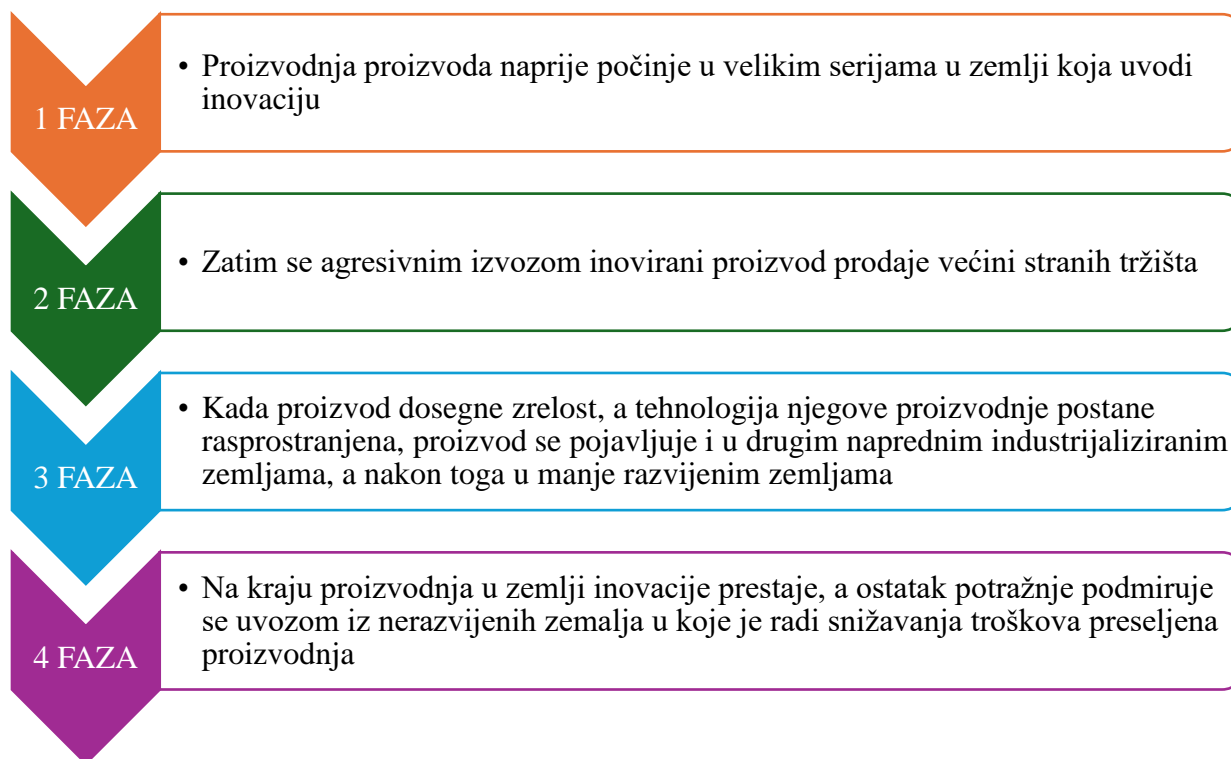 1 FAZA
• Proizvodnja proizvoda naprije počinje u velikim serijama u zemlji koja uvodi
inovaciju
2 FAZA
• Zatim se agresivnim izvozom inovirani proizvod prodaje većini stranih tržišta
3 FAZA
• Kada proizvod dosegne zrelost, a tehnologija njegove proizvodnje postane
rasprostranjena, proizvod se pojavljuje i u drugim naprednim industrijaliziranim
zemljama, a nakon toga u manje razvijenim zemljama
4 FAZA
• Na kraju proizvodnja u zemlji inovacije prestaje, a ostatak potražnje podmiruje
se uvozom iz nerazvijenih zemalja u koje je radi snižavanja troškova preseljena
proizvodnja